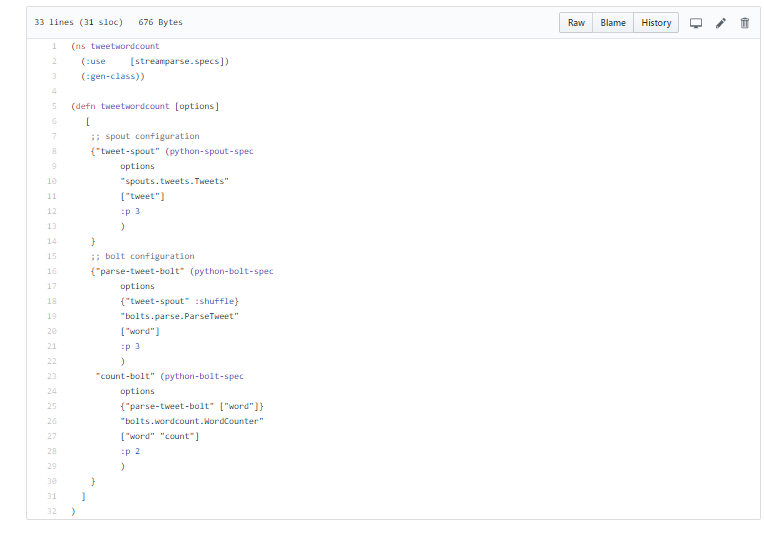 33 lines (31 sloc)   676 Bytes   Raw   Blame   History
1   (ns tweetwordcount
2     (:use    [streamparse.specs])
3     (:gen-class))
4
5   (defn tweetwordcount [options]
6      [
7       ;; spout configuration
8       {"tweet-spout" (python-spout-spec
9             options
10            "spouts.tweets.Tweets"
11            ["tweet"]
12            :p 3
13            )
14      }
15      ;; bolt configuration
16      {"parse-tweet-bolt" (python-bolt-spec
17            options
18            {"tweet-spout" :shuffle}
19            "bolts.parse.ParseTweet"
20            ["word"]
21            :p 3
22            )
23       "count-bolt" (python-bolt-spec
24            options
25            {"parse-tweet-bolt" ["word"]}
26            "bolts.wordcount.WordCounter"
27            ["word" "count"]
28            :p 2
29            )
30      }
31    ]
32  )